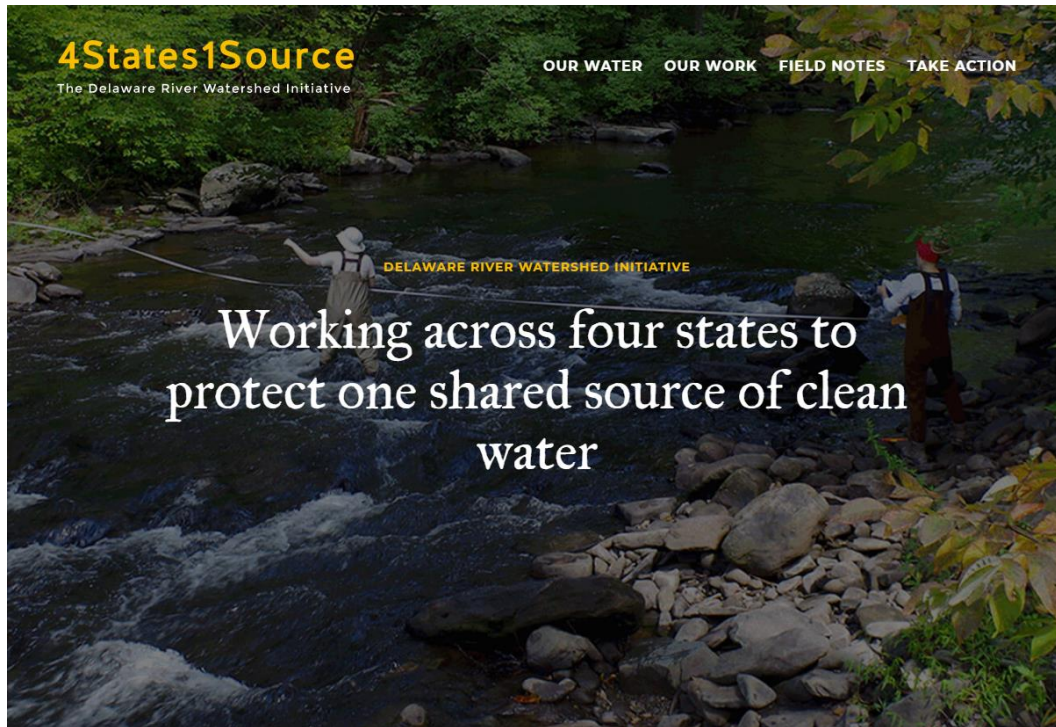 4States1Source
The Delaware River Watershed Initiative
OUR WATER OUR WORK FIELD NOTES TAKE ACTION
DELAWARE RIVER WATERSHED INITIATIVE
Working across four states to
protect one shared source of clean
water